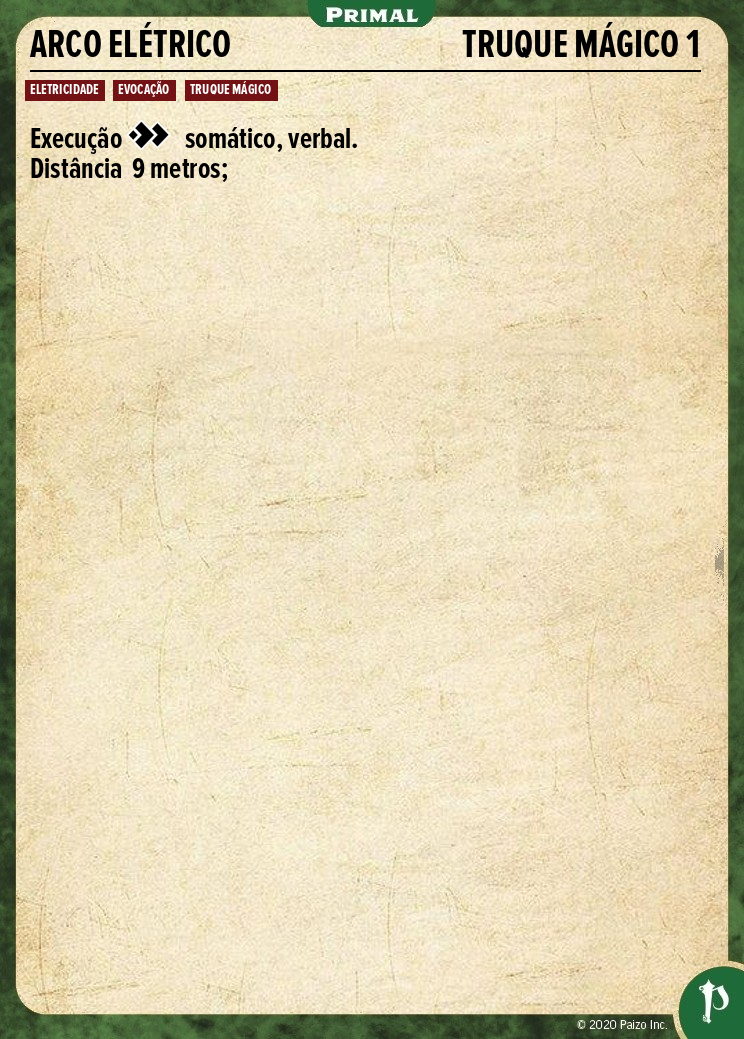 PRIMAL
ARCO ELÉTRICO TRUQUE MÁGICO 1
ELETRICIDADE EVOCAÇÃO TRUQUE MÁGICO
Execução somático, verbal.
Distância 9 metros;
© 2020 Paizo Inc.